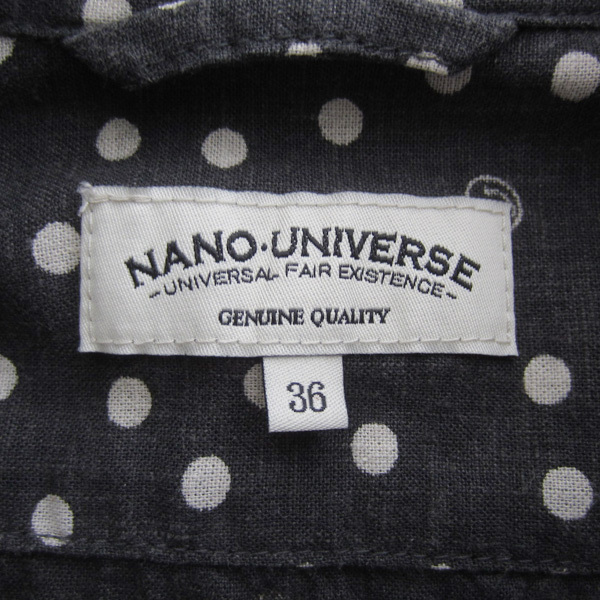 NANO·UNIVERSE
-UNIVERSAL FAIR EXISTENCE-
GENUINE QUALITY
36